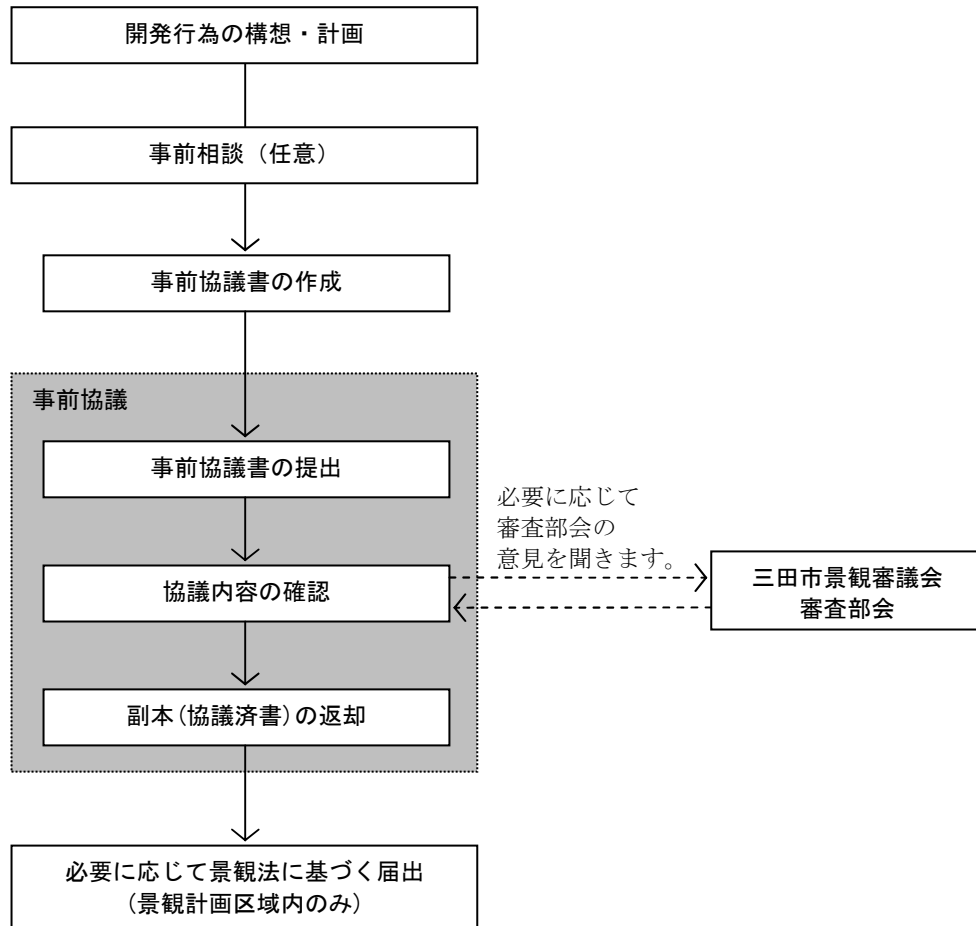 開発行為の構想・計画
事前相談（任意）
事前協議書の作成
事前協議
事前協議書の提出
必要に応じて
審査部会の
意見を聞きます。
協議内容の確認
三田市景観審議会
審査部会
副本(協議済書)の返却
必要に応じて景観法に基づく届出
(景観計画区域内のみ)